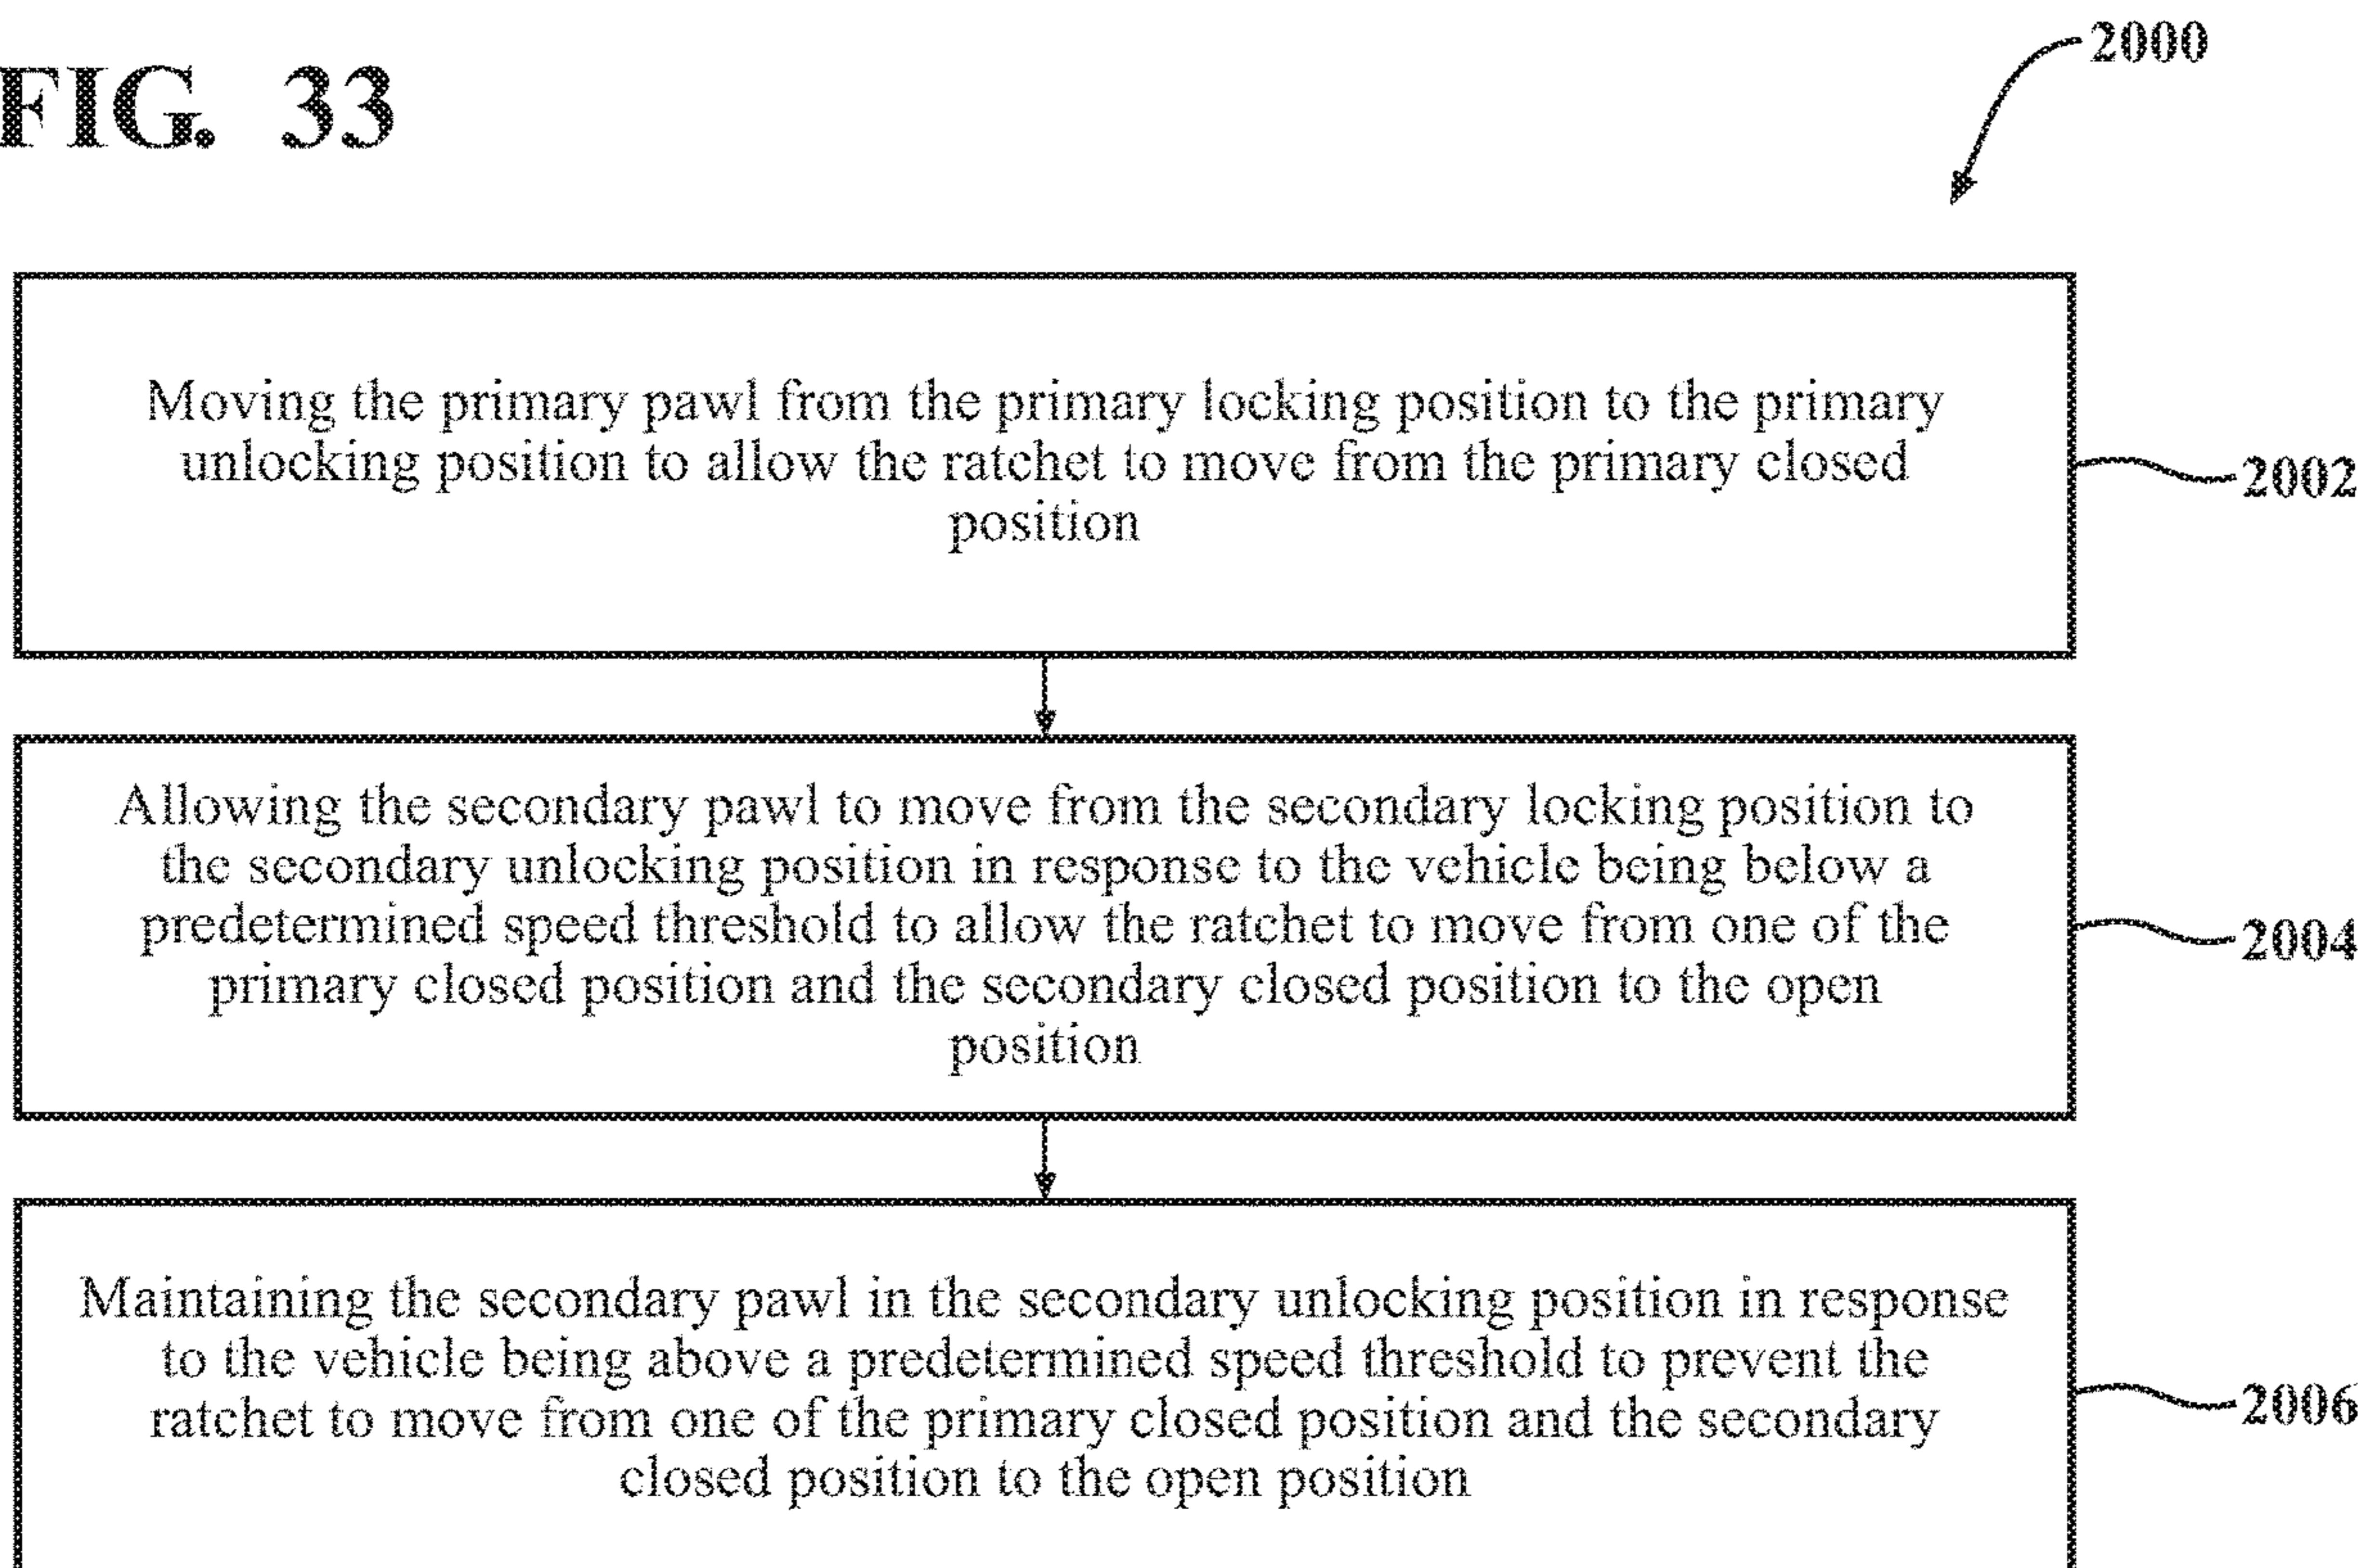 FIG. 33
2000
Moving the primary pawl from the primary locking position to the primary
unlocking position to allow the ratchet to move from the primary closed
position
2002
Allowing the secondary pawl to move from the secondary locking position to
the secondary unlocking position in response to the vehicle being below a
predetermined speed threshold to allow the ratchet to move from one of the
primary closed position and the secondary closed position to the open
position
2004
Maintaining the secondary pawl in the secondary unlocking position in response
to the vehicle being above a predetermined speed threshold to prevent the
ratchet to move from one of the primary closed position and the secondary
closed position to the open position
2006